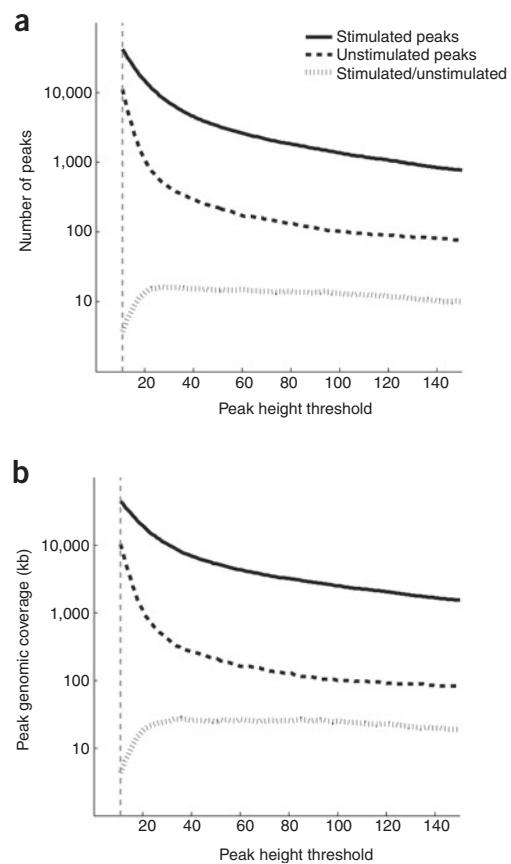 a
Stimulated peaks
Unstimulated peaks
Stimulated/unstimulated
Number of peaks
10,000
1,000
100
10
20 40 60 80 100 120 140
Peak height threshold
b
Peak genomic coverage (kb)
10,000
1,000
100
10
20 40 60 80 100 120 140
Peak height threshold